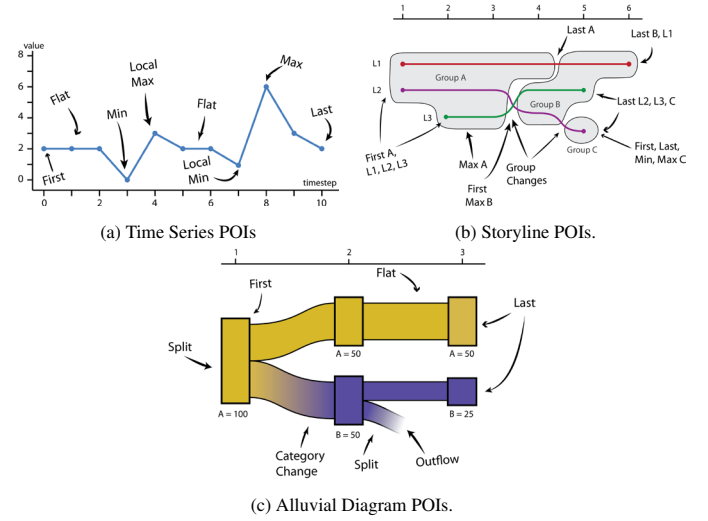 value
8
6
4
2
0
0
2
4
6
8
10
timestep
First
Flat
Min
Local
Max
Flat
Local
Min
Max
Last
(a) Time Series POIs
1
2
3
4
5
6
L1
L2
L3
Group A
Group B
Group C
Last A
Last B, L1
Last L2, L3, C
First, Last,
Min, Max C
First A,
L1, L2, L3
Max A
First
Max B
Group
Changes
(b) Storyline POIs.
1
2
3
Split
First
Flat
Last
A = 100
A = 50
A = 50
B = 50
B = 25
Category
Change
Split
Outflow
(c) Alluvial Diagram POIs.